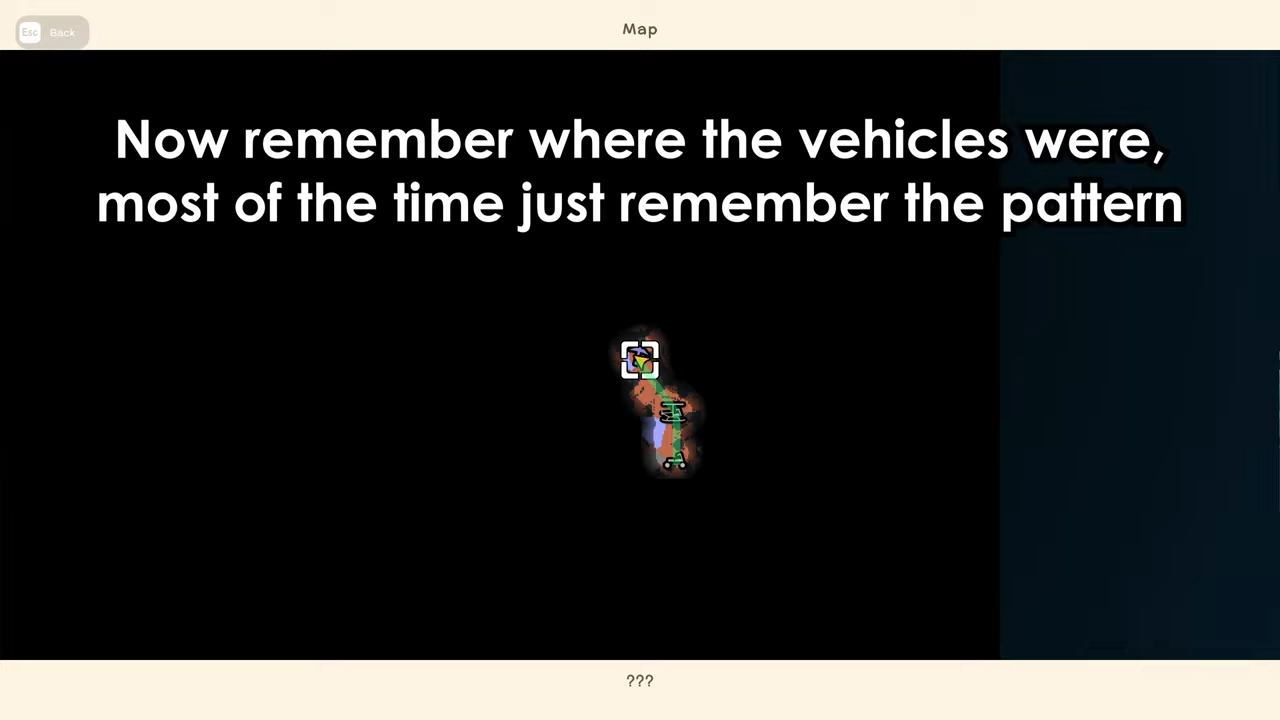 Esc Back
Map
Now remember where the vehicles were,
most of the time just remember the pattern
???